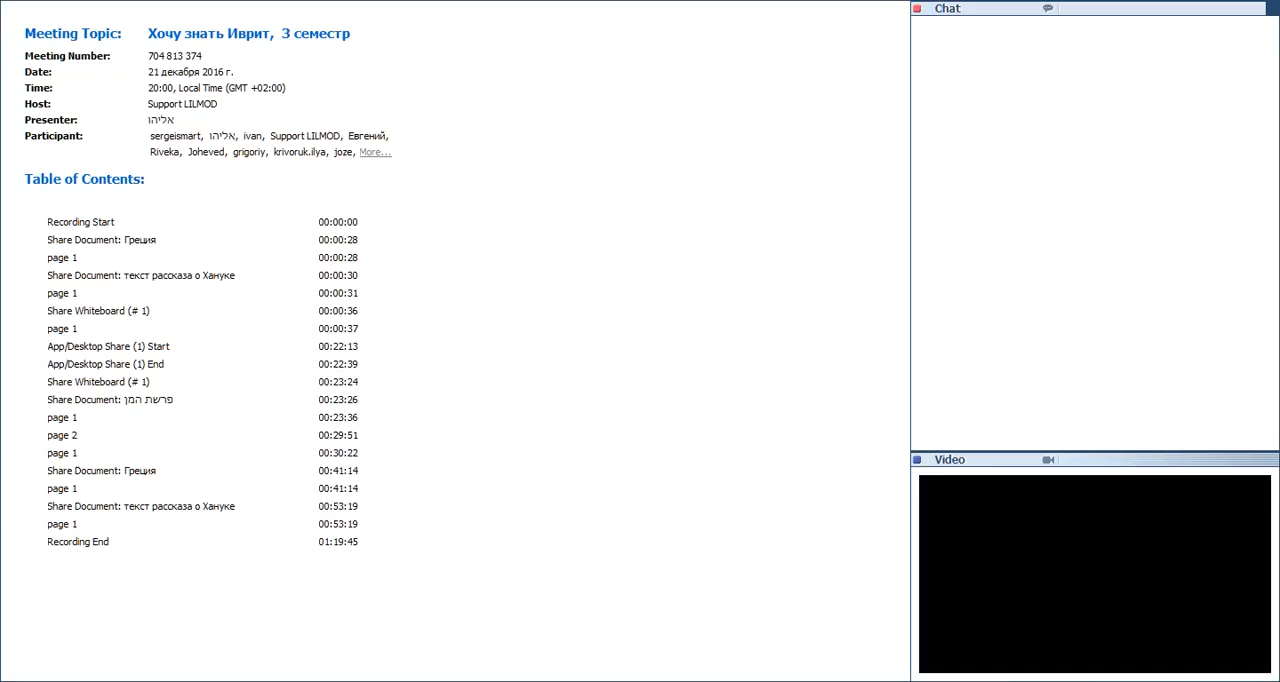 Meeting Topic: Хочу знать Иврит, 3 семестр
Meeting Number: 704 813 374
Date: 21 декабря 2016 г.
Time: 20:00, Local Time (GMT +02:00)
Host: Support LILMOD
Presenter: אליהו
Participant: sergeismart, אליהו, ivan, Support LILMOD, Евгений,
Riveka, Joheved, grigoriy, krivoruk.ilya, joze, More...
Table of Contents:
Recording Start 00:00:00
Share Document: Греция 00:00:28
page 1 00:00:28
Share Document: текст рассказа о Хануке 00:00:30
page 1 00:00:31
Share Whiteboard (# 1) 00:00:36
page 1 00:00:37
App/Desktop Share (1) Start 00:22:13
App/Desktop Share (1) End 00:22:39
Share Whiteboard (# 1) 00:23:24
Share Document: פרשת המן 00:23:26
page 1 00:23:36
page 2 00:29:51
page 1 00:30:22
Share Document: Греция 00:41:14
page 1 00:41:14
Share Document: текст рассказа о Хануке 00:53:19
page 1 00:53:19
Recording End 01:19:45
Chat
Video